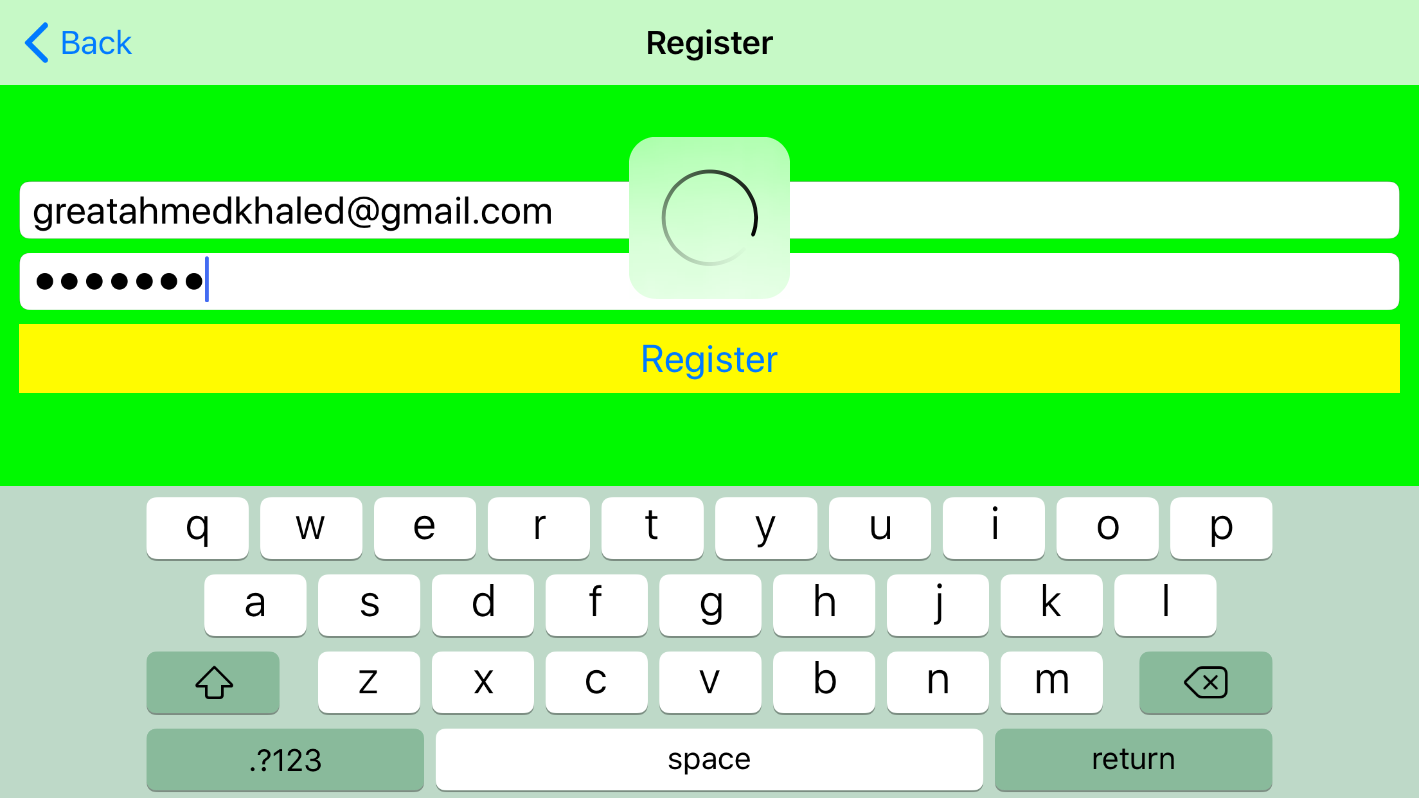 Back Register
greatahmedkhaled@gmail.com
•••••••
Register
q w e r t y u i o p
a s d f g h j k l
z x c v b n m
.?123 space return